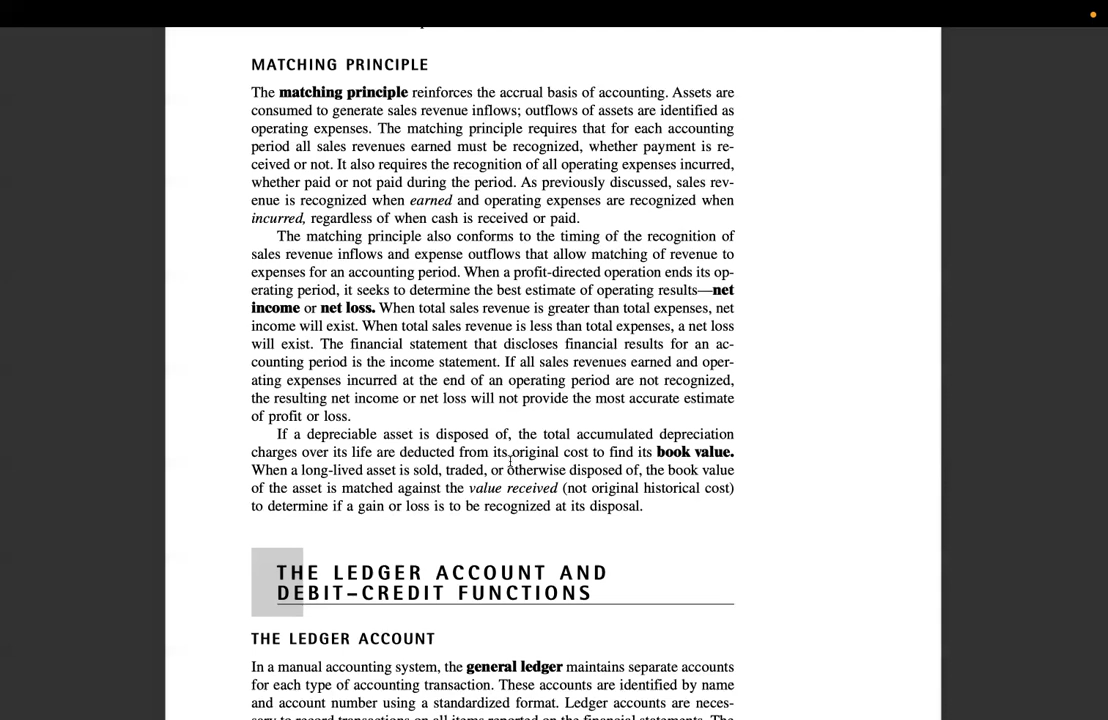 MATCHING PRINCIPLE
The matching principle reinforces the accrual basis of accounting. Assets are
consumed to generate sales revenue inflows; outflows of assets are identified as
operating expenses. The matching principle requires that for each accounting
period all sales revenues earned must be recognized, whether payment is re-
ceived or not. It also requires the recognition of all operating expenses incurred,
whether paid or not paid during the period. As previously discussed, sales rev-
enue is recognized when earned and operating expenses are recognized when
incurred, regardless of when cash is received or paid.
The matching principle also conforms to the timing of the recognition of
sales revenue inflows and expense outflows that allow matching of revenue to
expenses for an accounting period. When a profit-directed operation ends its op-
erating period, it seeks to determine the best estimate of operating results—net
income or net loss. When total sales revenue is greater than total expenses, net
income will exist. When total sales revenue is less than total expenses, a net loss
will exist. The financial statement that discloses financial results for an ac-
counting period is the income statement. If all sales revenues earned and oper-
ating expenses incurred at the end of an operating period are not recognized,
the resulting net income or net loss will not provide the most accurate estimate
of profit or loss.
If a depreciable asset is disposed of, the total accumulated depreciation
charges over its life are deducted from its original cost to find its book value.
When a long-lived asset is sold, traded, or otherwise disposed of, the book value
of the asset is matched against the value received (not original historical cost)
to determine if a gain or loss is to be recognized at its disposal.
THE LEDGER ACCOUNT AND
DEBIT–CREDIT FUNCTIONS
THE LEDGER ACCOUNT
In a manual accounting system, the general ledger maintains separate accounts
for each type of accounting transaction. These accounts are identified by name
and account number using a standardized format. Ledger accounts are neces-
sary to record transactions on all items reported on the financial statements. The